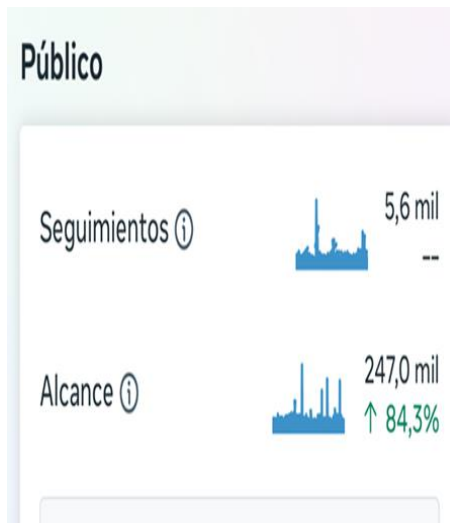 Público
Seguimientos ⓘ
5,6 mil
--
Alcance ⓘ
247,0 mil
↑ 84,3%